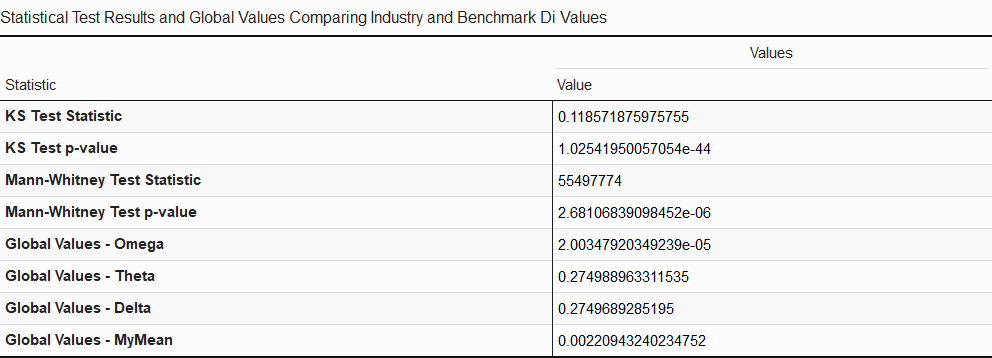 Statistical Test Results and Global Values Comparing Industry and Benchmark Di Values
Values
Statistic Value
KS Test Statistic 0.118571875975755
KS Test p-value 1.02541950057054e-44
Mann-Whitney Test Statistic 55497774
Mann-Whitney Test p-value 2.68106839098452e-06
Global Values - Omega 2.00347920349239e-05
Global Values - Theta 0.274988963311535
Global Values - Delta 0.2749689285195
Global Values - MyMean 0.00220943240234752